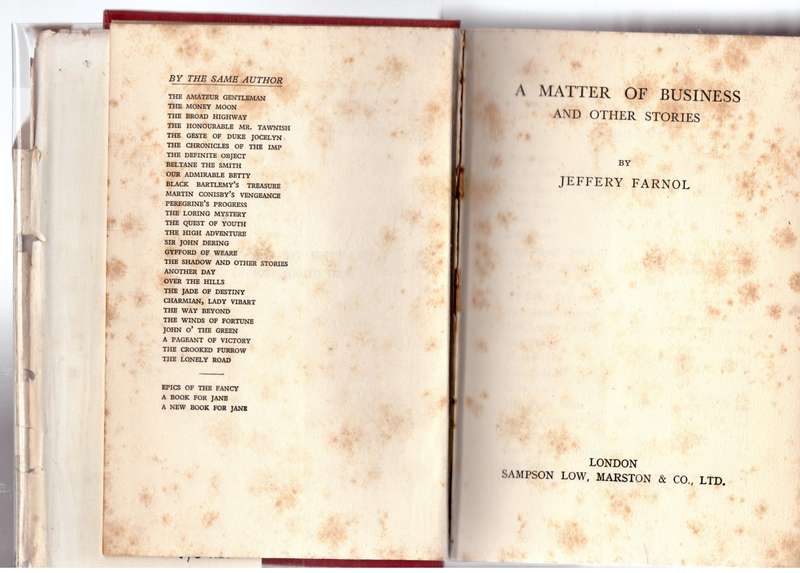 BY THE SAME AUTHOR
THE AMATEUR GENTLEMAN
THE MONEY MOON
THE BROAD HIGHWAY
THE HONOURABLE MR. TAWNISH
THE GESTE OF DUKE JOCELYN
THE CHRONICLES OF THE IMP
THE DEFINITE OBJECT
BELTANE THE SMITH
OUR ADMIRABLE BETTY
BLACK BARTLEMY'S TREASURE
MARTIN CONISBY'S VENGEANCE
PEREGRINE'S PROGRESS
THE LORING MYSTERY
THE QUEST OF YOUTH
THE HIGH ADVENTURE
SIR JOHN DERING
GYFFORD OF WEARE
THE SHADOW AND OTHER STORIES
ANOTHER DAY
OVER THE HILLS
THE JADE OF DESTINY
CHARMIAN, LADY VIBART
THE WAY BEYOND
THE WINDS OF FORTUNE
JOHN O' THE GREEN
A PAGEANT OF VICTORY
THE CROOKED FURROW
THE LONELY ROAD
EPICS OF THE FANCY
A BOOK FOR JANE
A NEW BOOK FOR JANE
A MATTER OF BUSINESS
AND OTHER STORIES
BY
JEFFERY FARNOL
LONDON
SAMPSON LOW, MARSTON & CO., LTD.